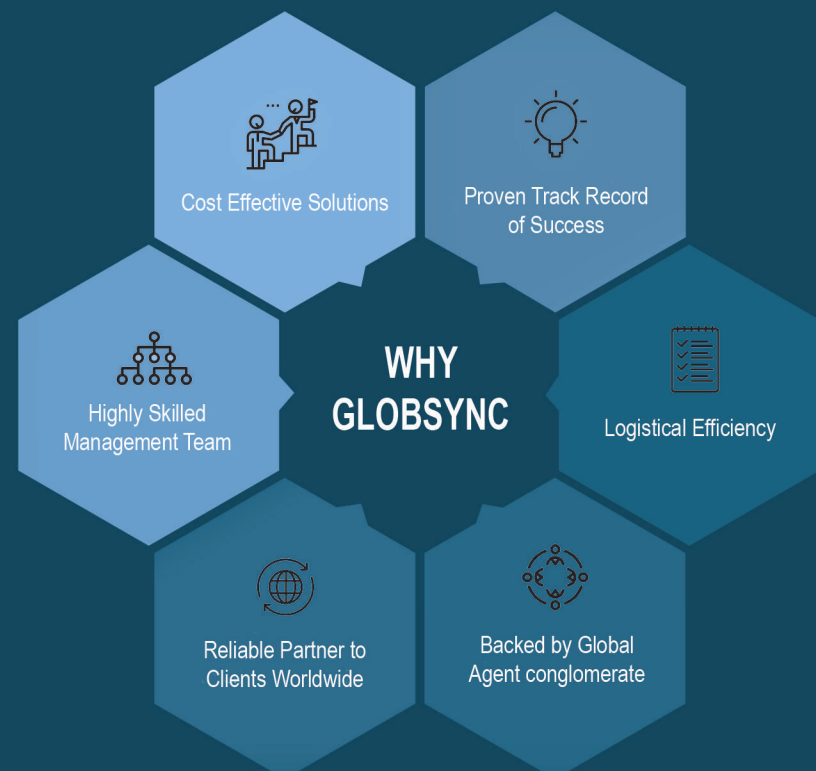 Cost Effective Solutions
Proven Track Record
of Success
Highly Skilled
Management Team
WHY
GLOBSYNC
Logistical Efficiency
Reliable Partner to
Clients Worldwide
Backed by Global
Agent conglomerate